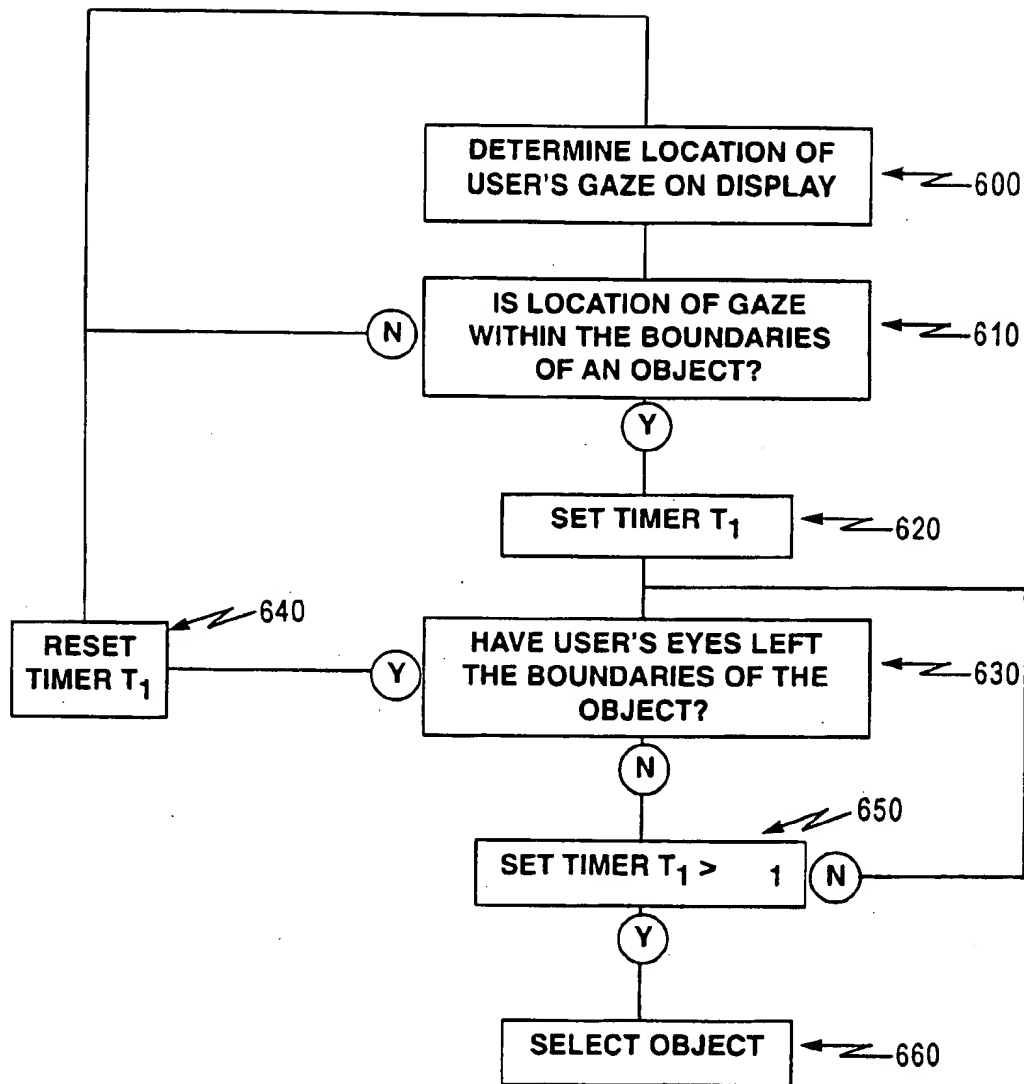 DETERMINE LOCATION OF
USER'S GAZE ON DISPLAY
600
IS LOCATION OF GAZE
WITHIN THE BOUNDARIES
OF AN OBJECT?
610
N
Y
SET TIMER T1
620
640
RESET
TIMER T1
Y
HAVE USER'S EYES LEFT
THE BOUNDARIES OF THE
OBJECT?
630
N
650
SET TIMER T1 > 1
N
Y
SELECT OBJECT
660